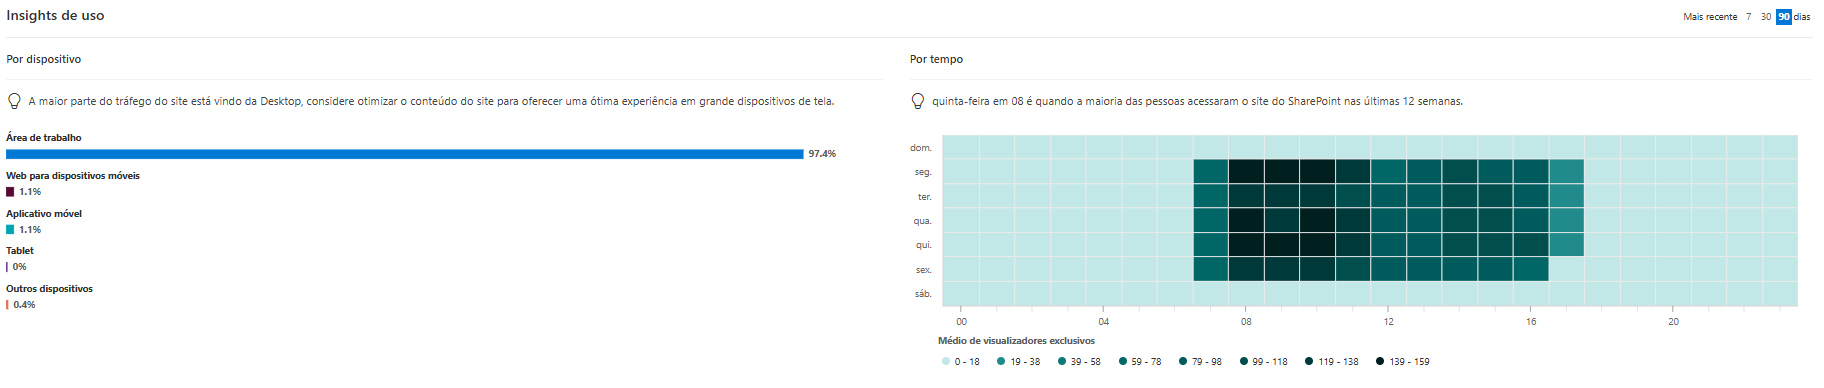 Insights de uso
Mais recente 7 30 90 dias
Por dispositivo
A maior parte do tráfego do site está vindo da Desktop, considere otimizar o conteúdo do site para oferecer uma ótima experiência em grande dispositivos de tela.
Área de trabalho
97.4%
Web para dispositivos móveis
1.1%
Aplicativo móvel
1.1%
Tablet
0%
Outros dispositivos
0.4%
Por tempo
quinta-feira em 08 é quando a maioria das pessoas acessaram o site do SharePoint nas últimas 12 semanas.
dom.
seg.
ter.
qua.
qui.
sex.
sáb.
00 04 08 12 16 20
Médio de visualizadores exclusivos
0 - 18 19 - 38 39 - 58 59 - 78 79 - 98 99 - 118 119 - 138 139 - 159